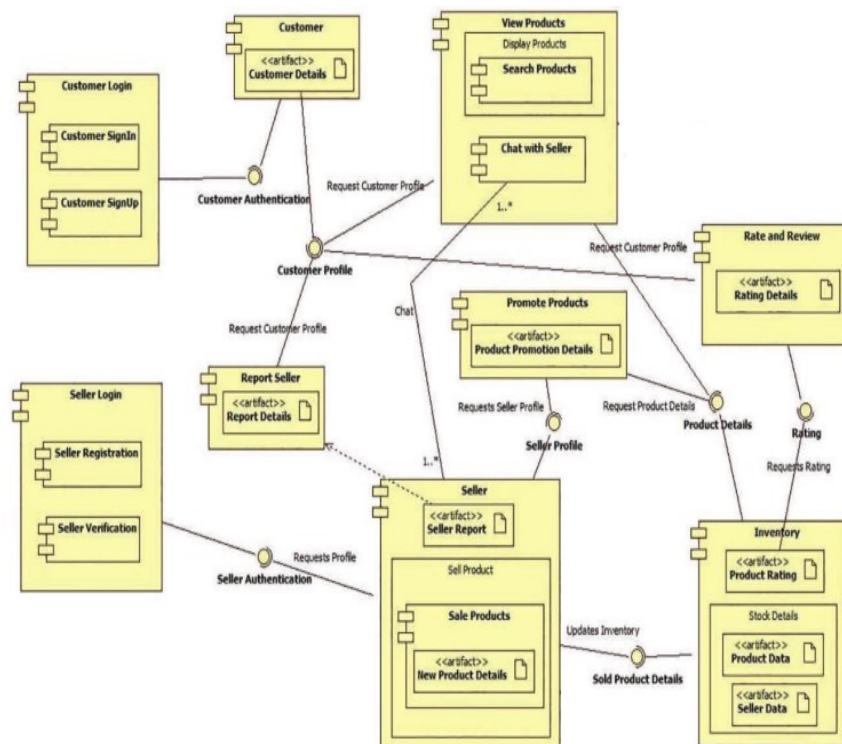 Customer
<<artifact>>
Customer Details
View Products
Display Products
Search Products
Chat with Seller
Customer Login
Customer SignIn
Customer SignUp
Customer Authentication
Request Customer Profile
1..*
Request Customer Profile
Rate and Review
<<artifact>>
Rating Details
Customer Profile
Chat
Promote Products
<<artifact>>
Product Promotion Details
Request Customer Profile
Report Seller
<<artifact>>
Report Details
Requests Seller Profile
Request Product Details
Product Details
Rating
Seller Profile
Seller Login
Seller Registration
Seller Verification
1..*
Requests Rating
Seller
<<artifact>>
Seller Report
Requests Profile
Seller Authentication
Sell Product
Sale Products
<<artifact>>
New Product Details
Updates Inventory
Sold Product Details
Inventory
<<artifact>>
Product Rating
Stock Details
<<artifact>>
Product Data
<<artifact>>
Seller Data